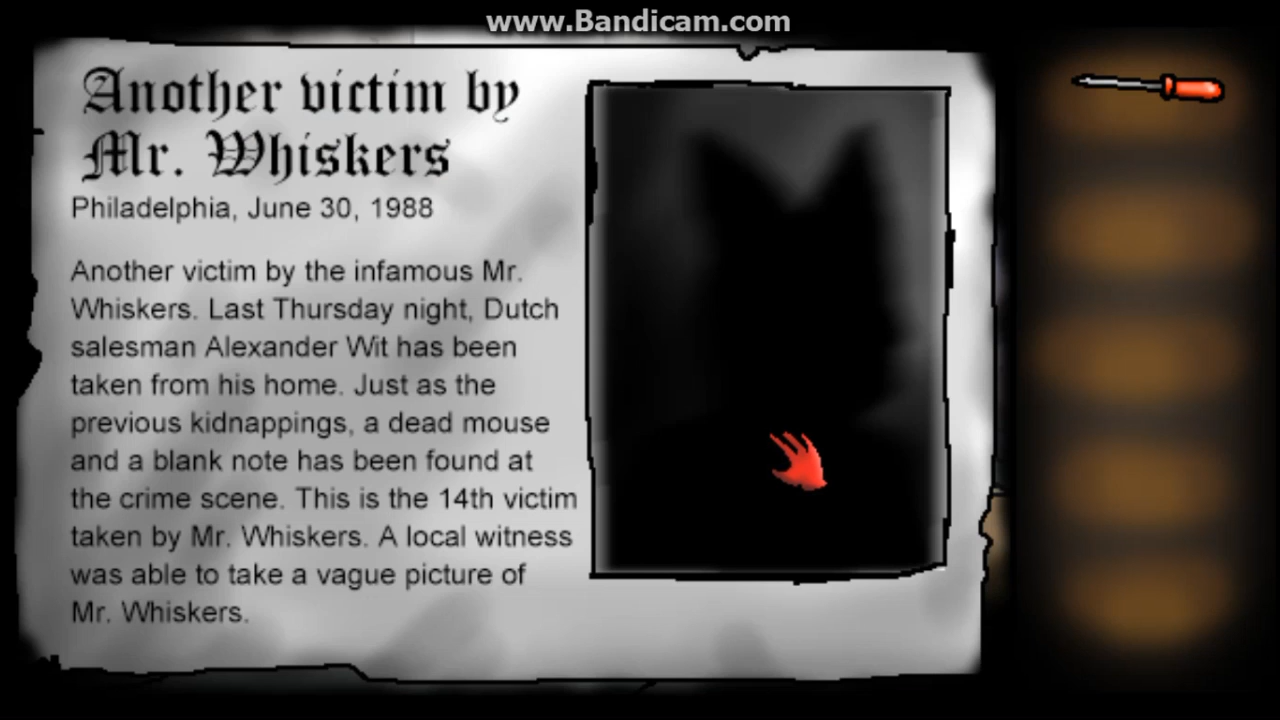 www.Bandicam.com
Another victim by
Mr. Whiskers
Philadelphia, June 30, 1988
Another victim by the infamous Mr.
Whiskers. Last Thursday night, Dutch
salesman Alexander Wit has been
taken from his home. Just as the
previous kidnappings, a dead mouse
and a blank note has been found at
the crime scene. This is the 14th victim
taken by Mr. Whiskers. A local witness
was able to take a vague picture of
Mr. Whiskers.